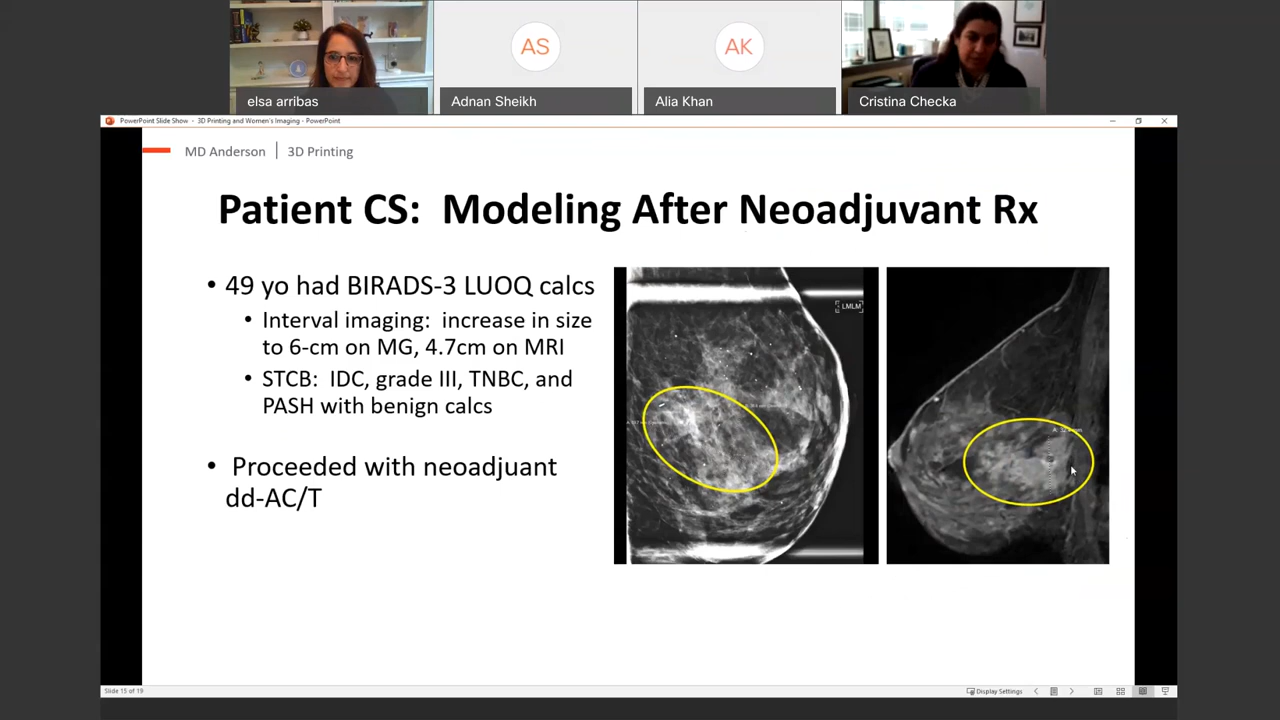 AS
AK
elsa arribas
Adnan Sheikh
Alia Khan
Cristina Checka
PowerPoint Slide Show - 3D Printing and Women's Imaging - PowerPoint
MD Anderson | 3D Printing
Patient CS: Modeling After Neoadjuvant Rx
• 49 yo had BIRADS-3 LUOQ calcs
• Interval imaging: increase in size
to 6-cm on MG, 4.7cm on MRI
• STCB: IDC, grade III, TNBC, and
PASH with benign calcs
• Proceeded with neoadjuant
dd-AC/T
LMLM
Slide 15 of 19
Display Settings